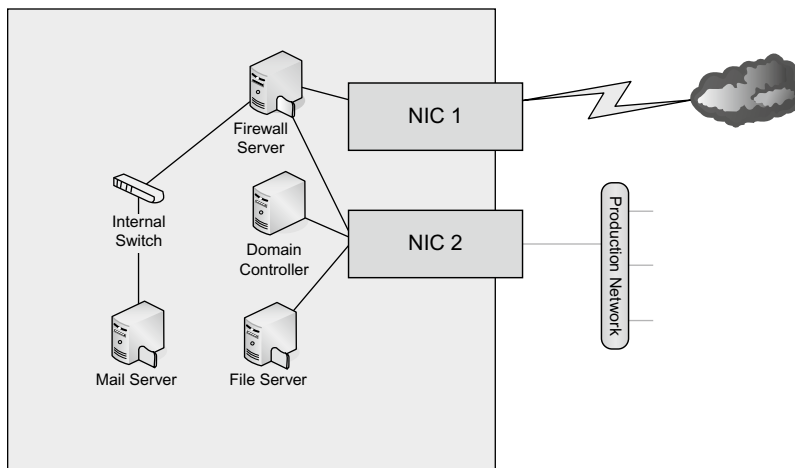 NIC 1
Firewall
Server
Internal
Switch
Domain
Controller
NIC 2
Production Network
Mail Server
File Server